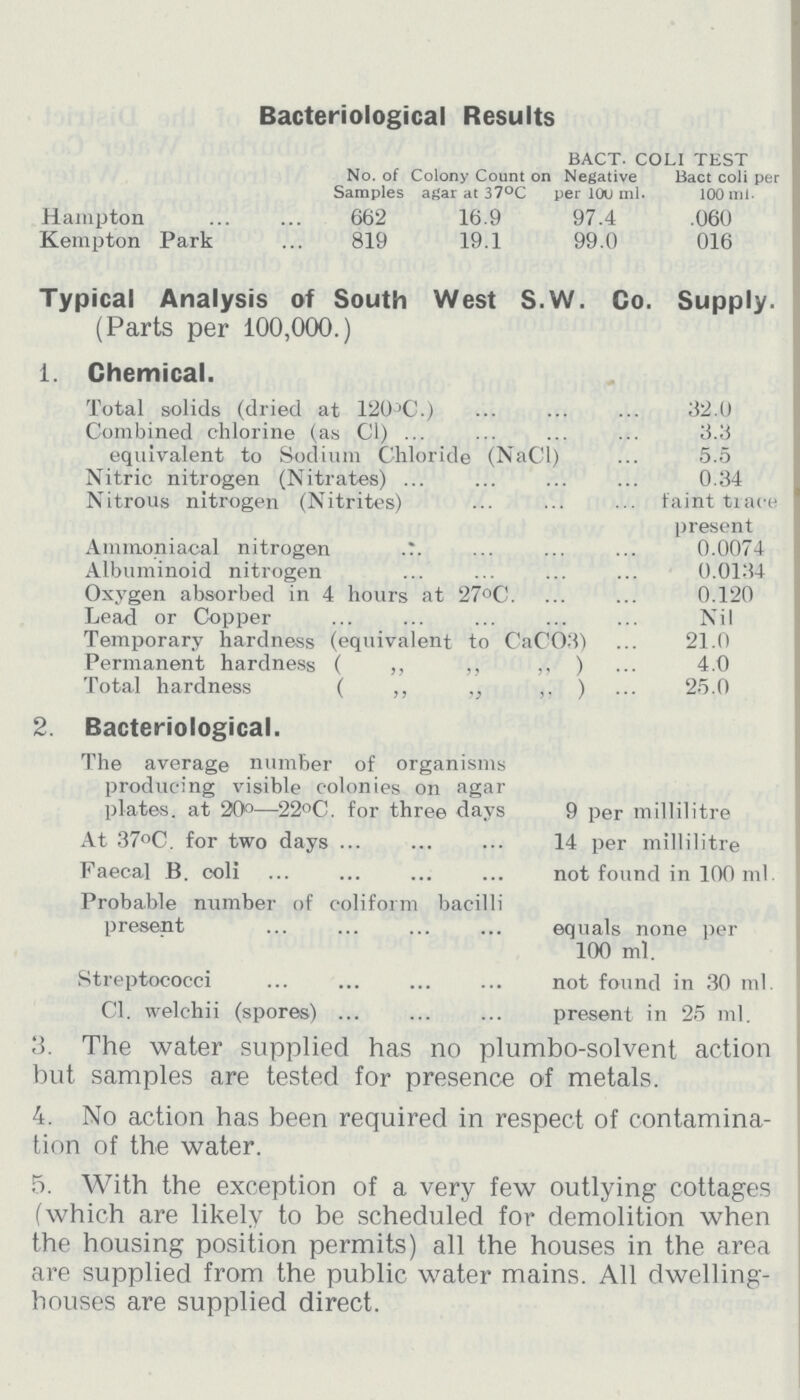 Bacteriological Results
BACT. COLI TEST
No. of Colony Count on Negative Bact coli per
Samples agar at 37°C per 100 ml. 100 ml.
Hampton ... ... 662 16.9 97.4 .060
Kempton Park ... 819 19.1 99.0 016
Typical Analysis of South West S.W. Co. Supply.
(Parts per 100,000.)
1. Chemical.
Total solids (dried at 120°C.) ... ... ... 32.0
Combined chlorine (as Cl) ... ... ... ... 3.3
equivalent to Sodium Chloride (NaCl) ... 5.5
Nitric nitrogen (Nitrates) ... ... ... ... 0.34
Nitrous nitrogen (Nitrites) ... ... ... faint trace
present
Ammoniacal nitrogen ... ... ... ... 0.0074
Albuminoid nitrogen ... ... ... ... 0.0134
Oxygen absorbed in 4 hours at 27°C. ... ... 0.120
Lead or Copper ... ... ... ... ... Nil
Temporary hardness (equivalent to CaCO3) ... 21.0
Permanent hardness ( ,, ,, ,, ) ... 4.0
Total hardness ( ,, ,, ,, ) ... 25.0
2. Bacteriological.
The average number of organisms
producing visible colonies on agar
plates. at 20°—22°C. for three days 9 per millilitre
At 37°C. for two days ... ... ... 14 per millilitre
Faecal B. coli ... ... ... ... not found in 100 ml.
Probable number of coliform bacilli
present ... ... ... ... equals none per
100 ml.
Streptococci ... ... ... ... not found in 30 ml.
Cl. welchii (spores) ... ... ... present in 25 ml.
3. The water supplied has no plumbo-solvent action
but samples are tested for presence of metals.
4. No action has been required in respect of contamina-
tion of the water.
5. With the exception of a very few outlying cottages
(which are likely to be scheduled for demolition when
the housing position permits) all the houses in the area
are supplied from the public water mains. All dwelling-
houses are supplied direct.